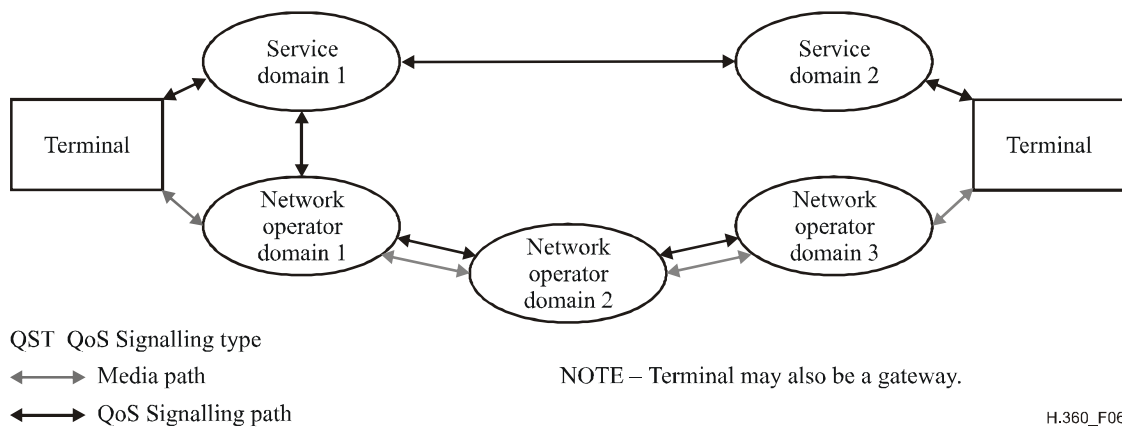 Service
domain 1
Service
domain 2
Terminal
Terminal
Network
operator
domain 1
Network
operator
domain 2
Network
operator
domain 3
QST QoS Signalling type
Media path
NOTE – Terminal may also be a gateway.
QoS Signalling path
H.360_F06